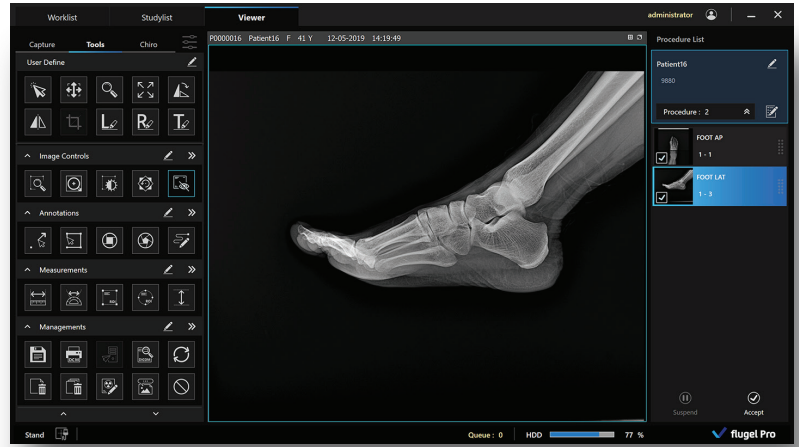 Worklist
Studylist
Viewer
administrator
Capture
Tools
Chiro
P0000016 Patient16 F 41 Y 12-05-2019 14:19:49
Procedure List
User Define
Patient16
9880
Procedure : 2
L
R
T
FOOT AP
1 - 1
FOOT LAT
1 - 3
Image Controls
Annotations
Measurements
Managements
Suspend
Accept
Stand
Queue : 0
HDD
77 %
flugel Pro